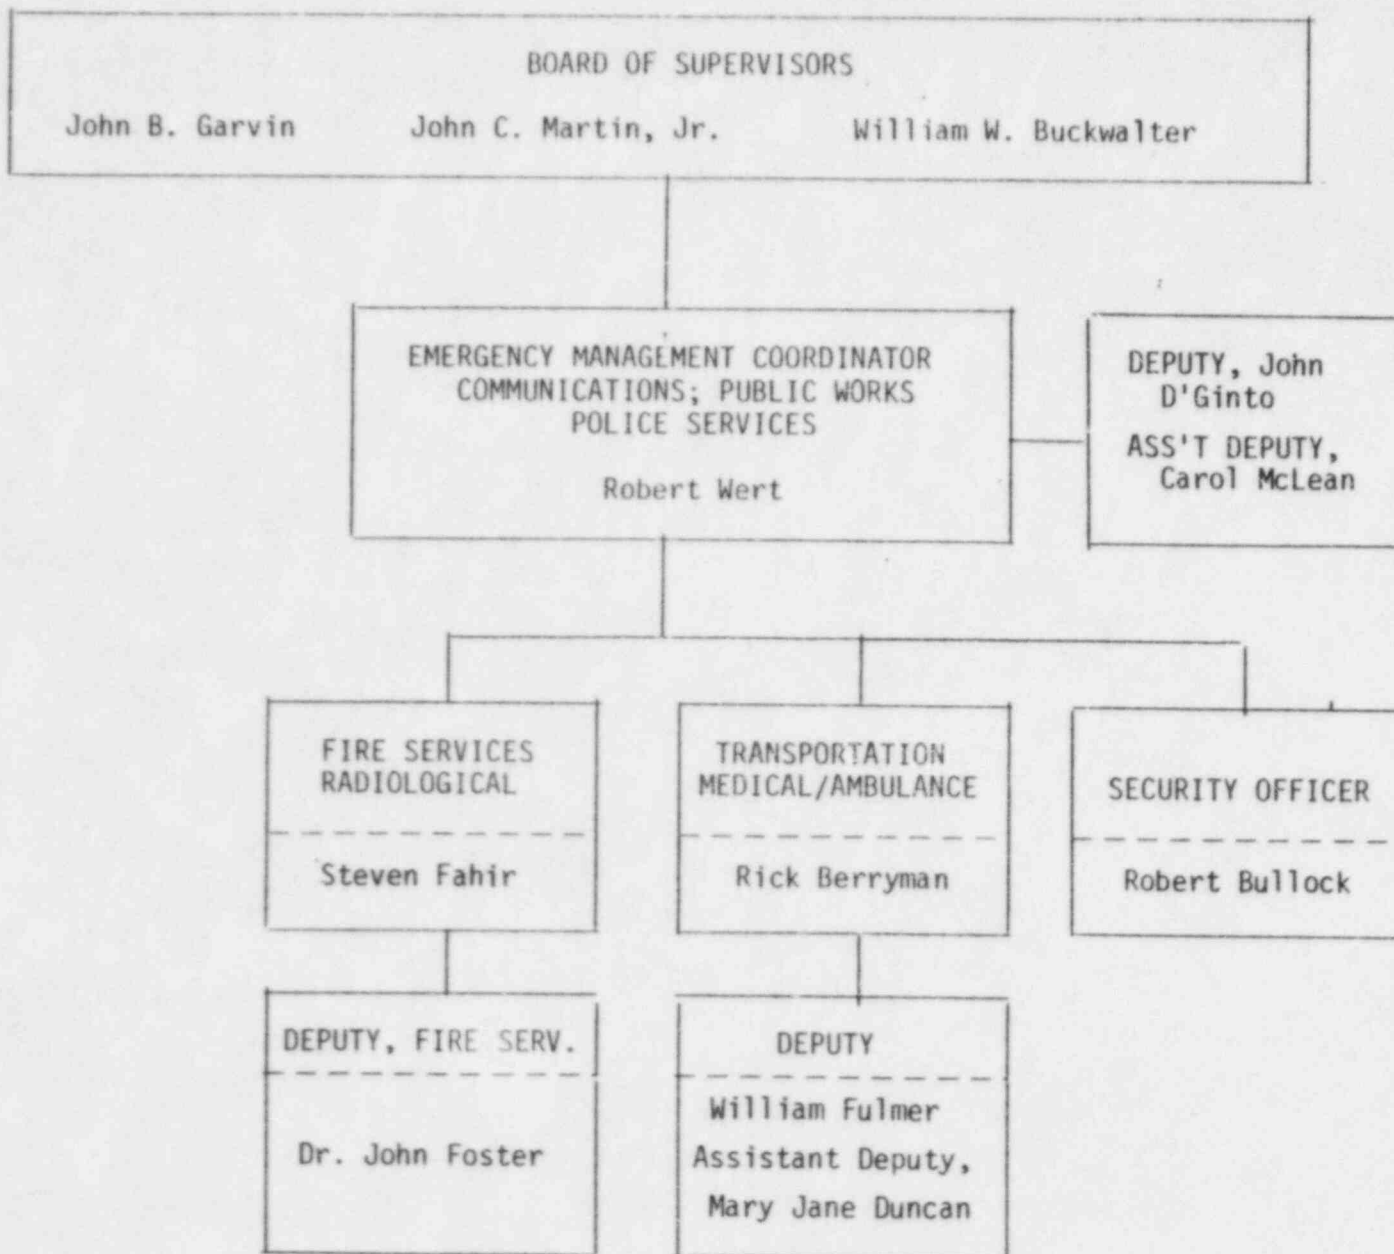 BOARD OF SUPERVISORS
John B. Garvin John C. Martin, Jr. William W. Buckwalter
EMERGENCY MANAGEMENT COORDINATOR
COMMUNICATIONS; PUBLIC WORKS
POLICE SERVICES
Robert Wert
DEPUTY, John
D'Ginto
ASS'T DEPUTY,
Carol McLean
FIRE SERVICES
RADIOLOGICAL
Steven Fahir
TRANSPORTATION
MEDICAL/AMBULANCE
Rick Berryman
SECURITY OFFICER
Robert Bullock
DEPUTY, FIRE SERV.
Dr. John Foster
DEPUTY
William Fulmer
Assistant Deputy,
Mary Jane Duncan